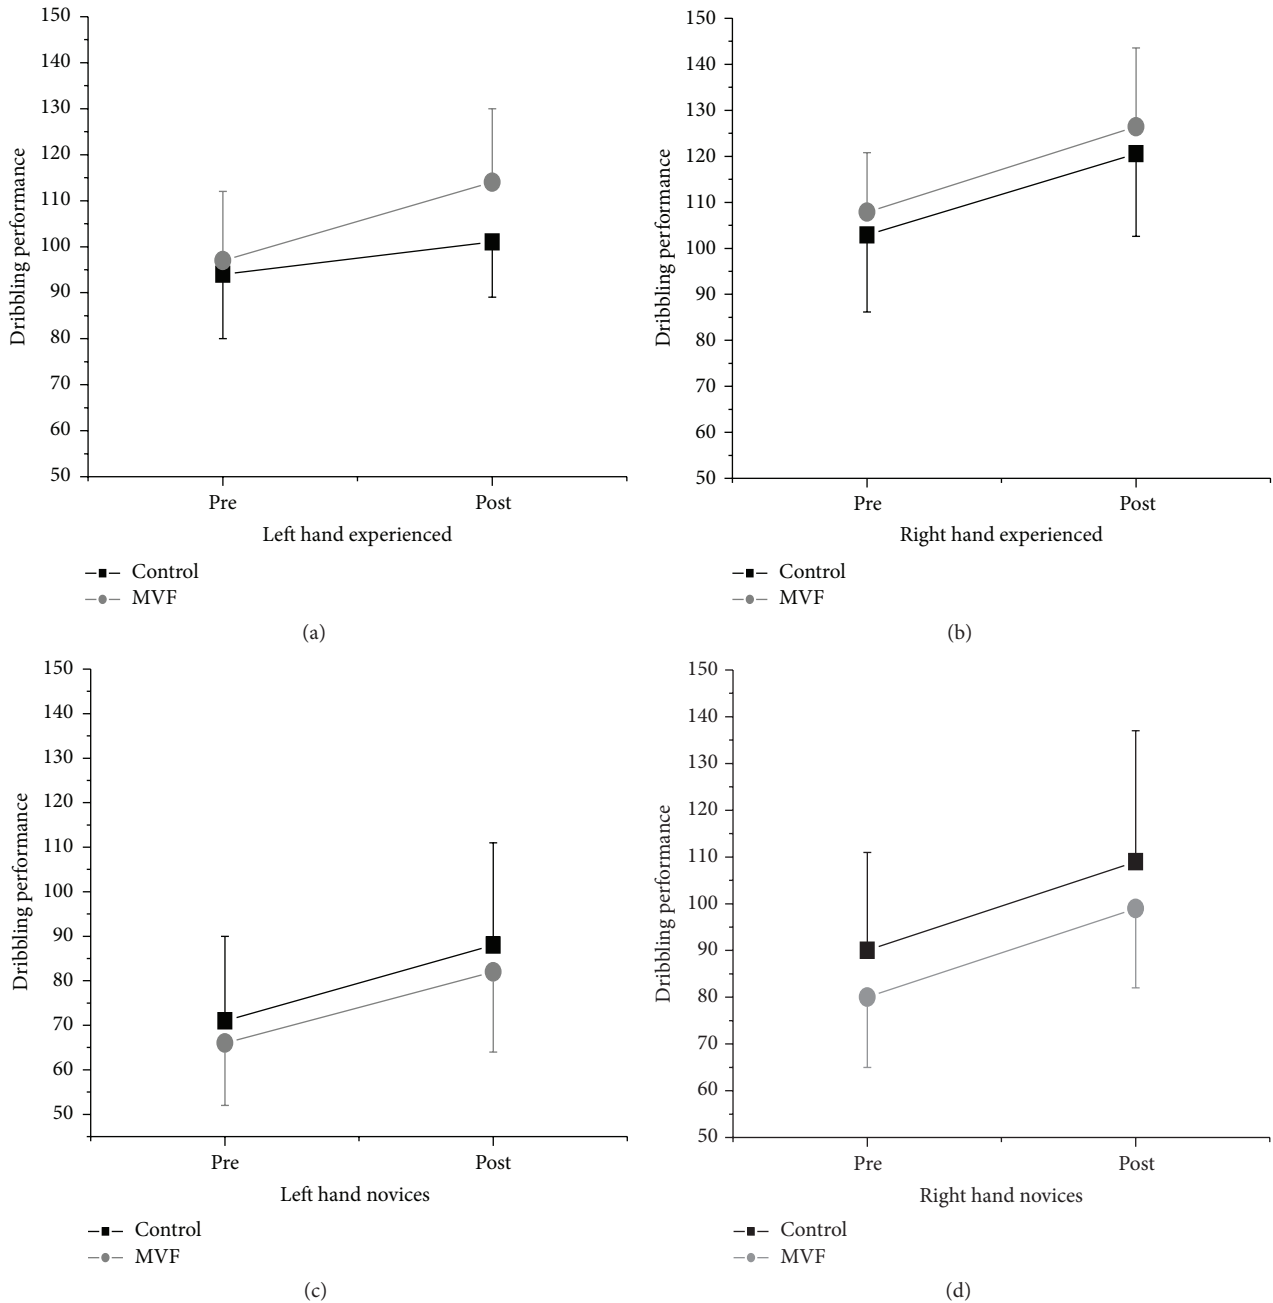 150
140
130
120
110
100
90
80
70
60
50
Dribbling performance
Pre
Post
Left hand experienced
Control
MVF
(a)
150
140
130
120
110
100
90
80
70
60
50
Dribbling performance
Pre
Post
Right hand experienced
Control
MVF
(b)
150
140
130
120
110
100
90
80
70
60
50
Dribbling performance
Pre
Post
Left hand novices
Control
MVF
(c)
150
140
130
120
110
100
90
80
70
60
50
Dribbling performance
Pre
Post
Right hand novices
Control
MVF
(d)